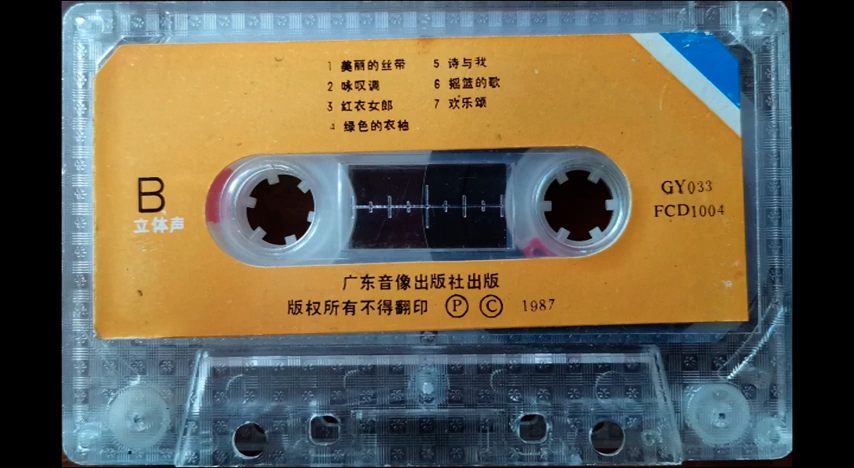 1 美丽的丝带
2 咏叹调
3 红衣女郎
4 绿色的衣袖
5 诗与我
6 摇篮的歌
7 欢乐颂
B
立体声
GY033
FCD1004
广东音像出版社出版
版权所有不得翻印 Ⓟ Ⓒ 1987